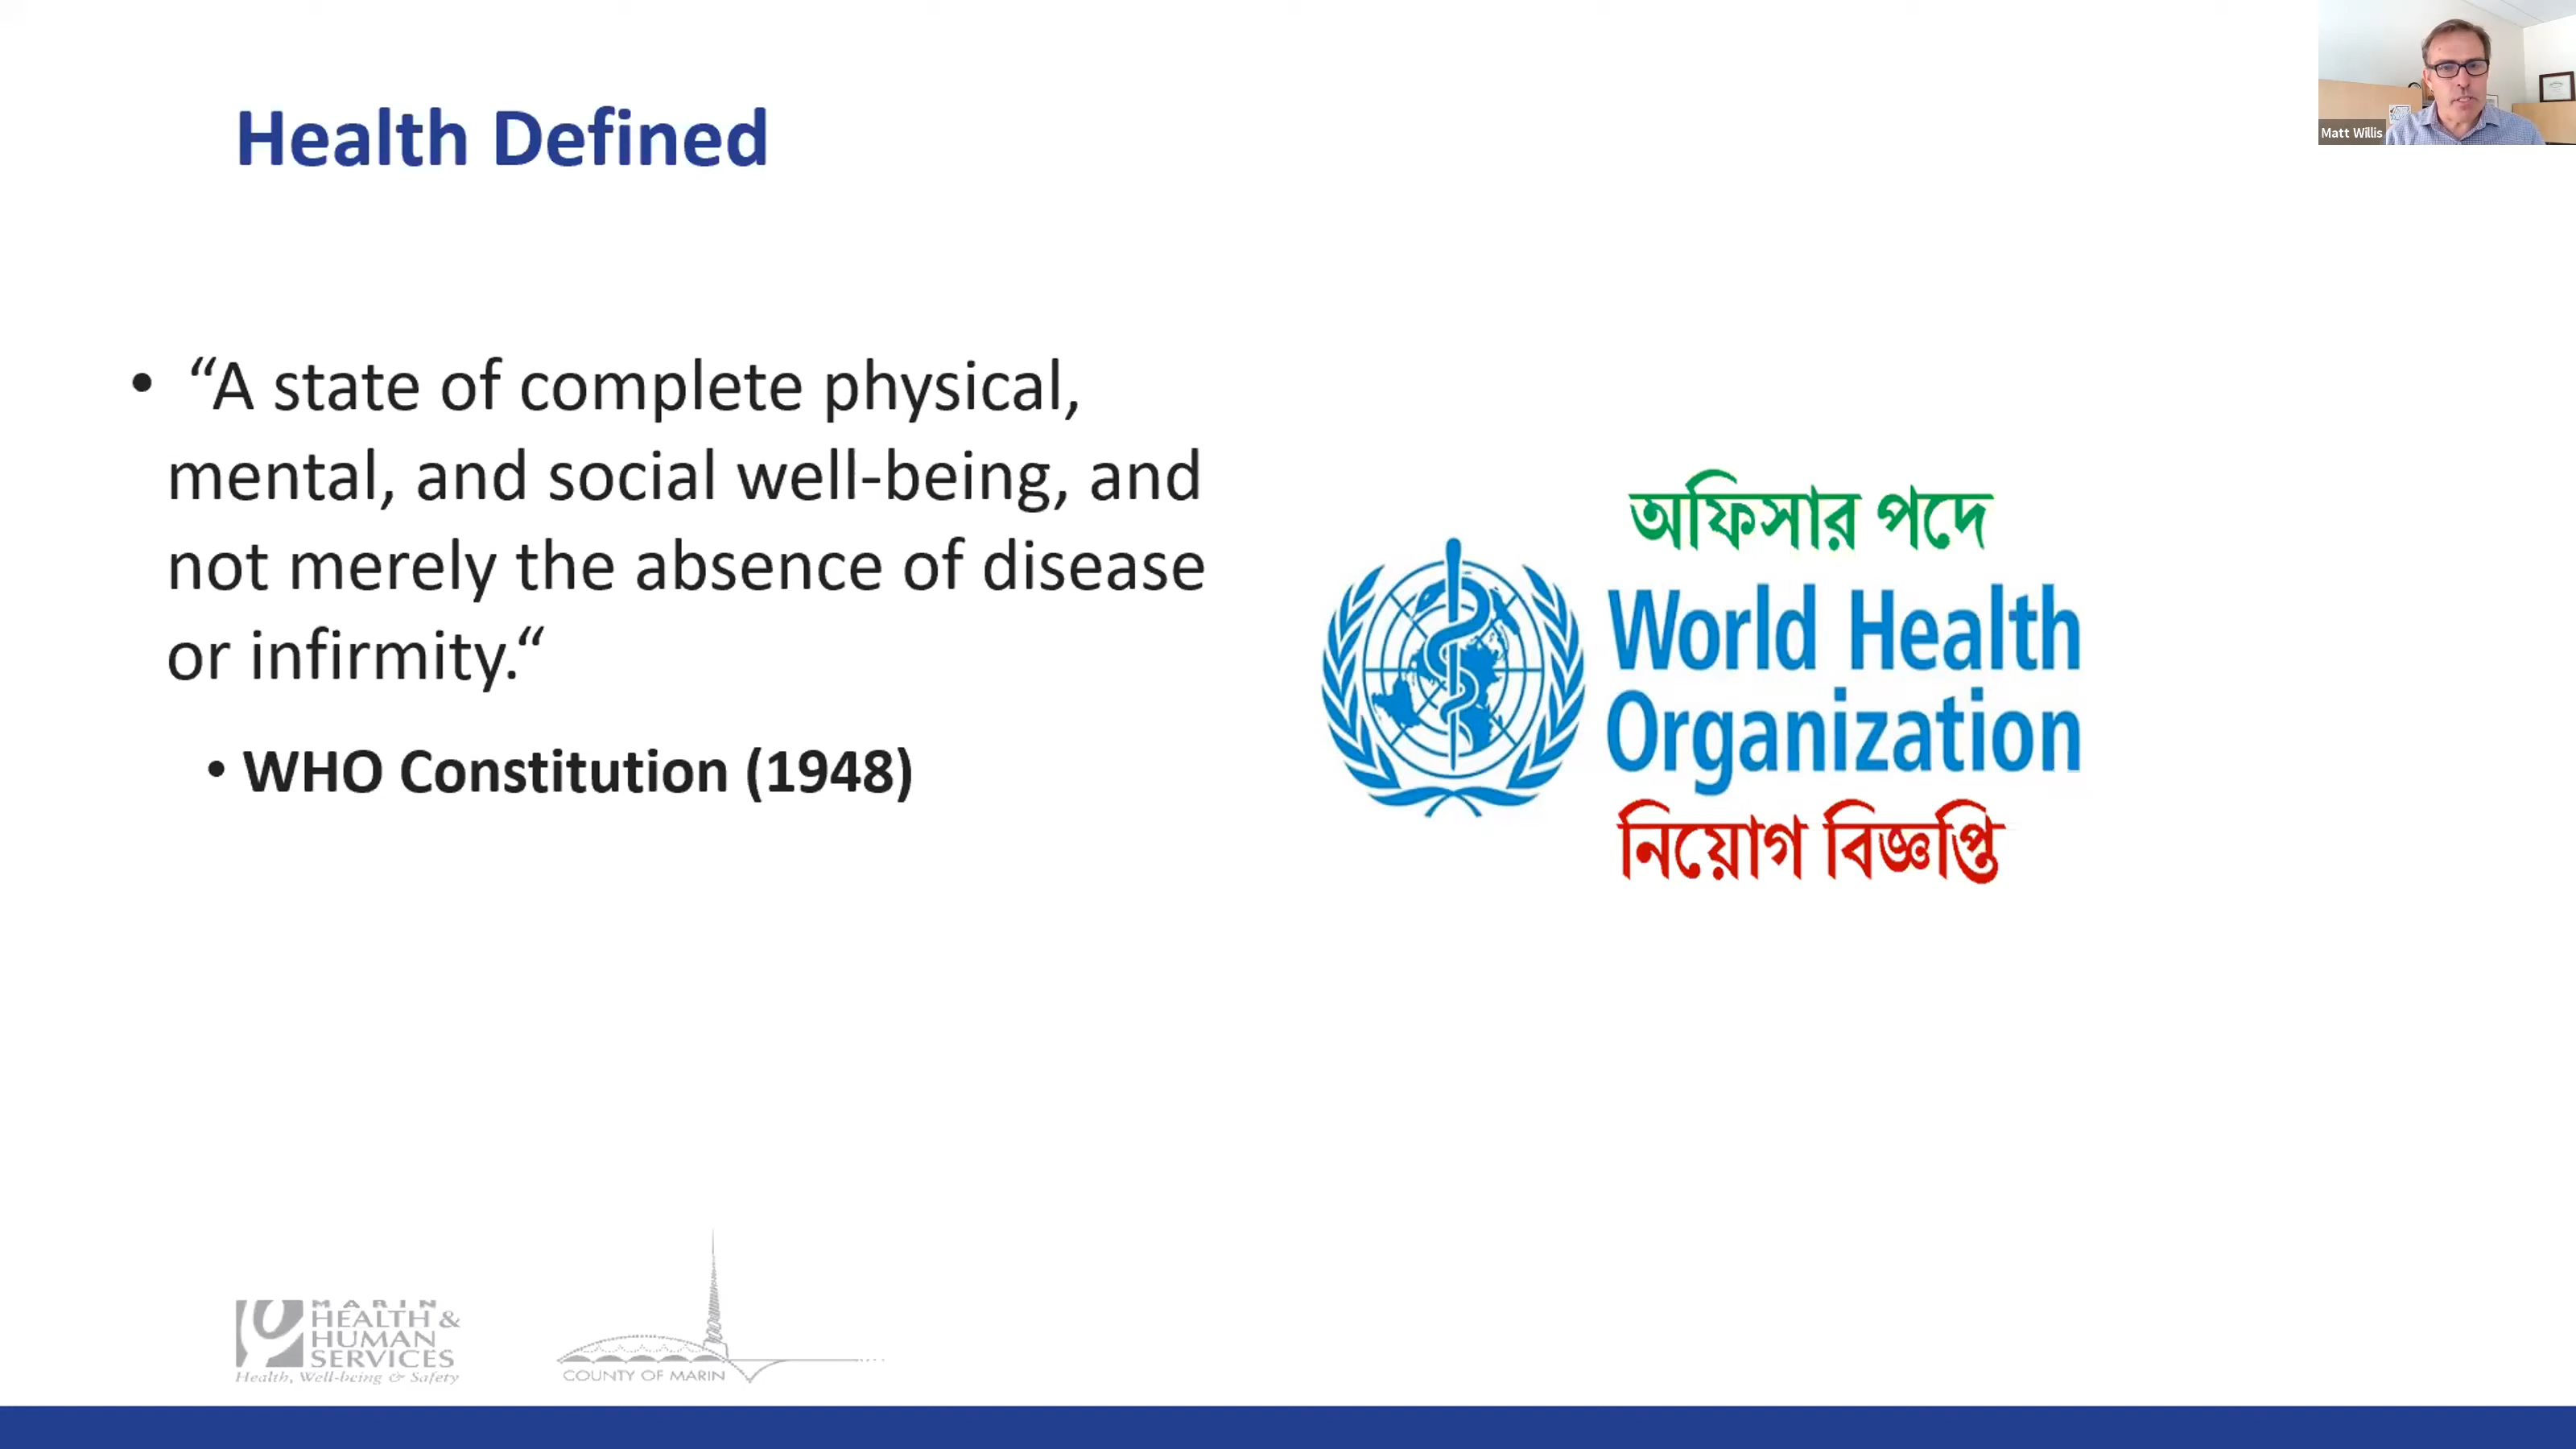 Matt Willis
Health Defined
• “A state of complete physical,
mental, and social well-being, and
not merely the absence of disease
or infirmity.“
• WHO Constitution (1948)
অফিসার পদে
World Health
Organization
নিয়োগ বিজ্ঞপ্তি
MARIN
HEALTH &
HUMAN
SERVICES
Health, Well-being & Safety
COUNTY OF MARIN